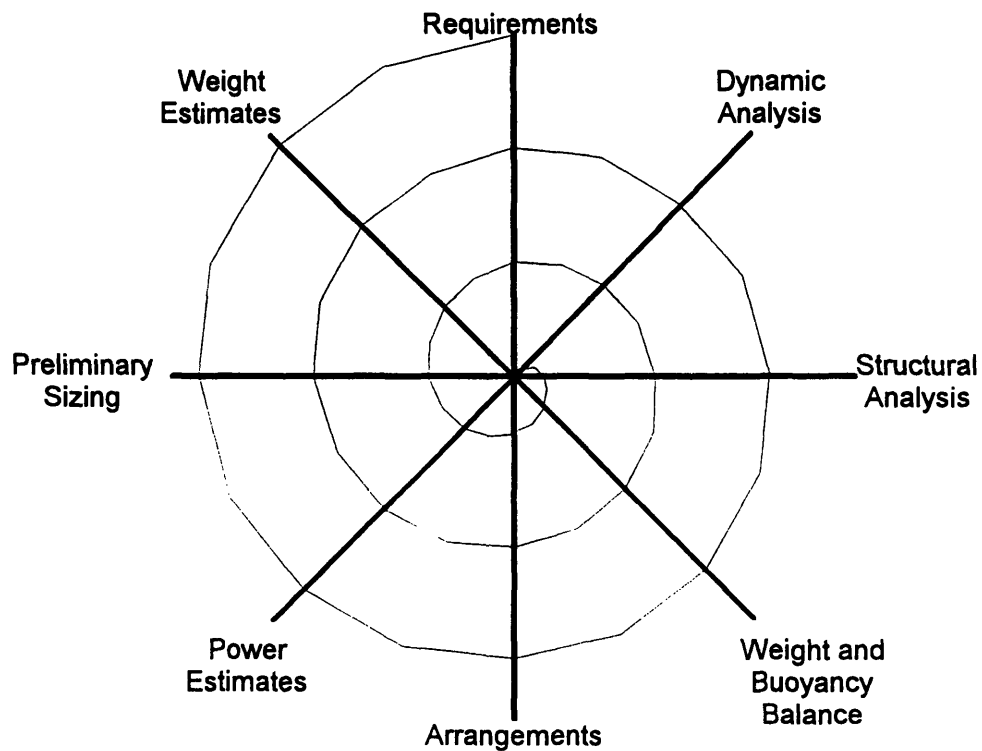 Requirements
Weight
Estimates
Dynamic
Analysis
Preliminary
Sizing
Structural
Analysis
Power
Estimates
Weight and
Buoyancy
Balance
Arrangements